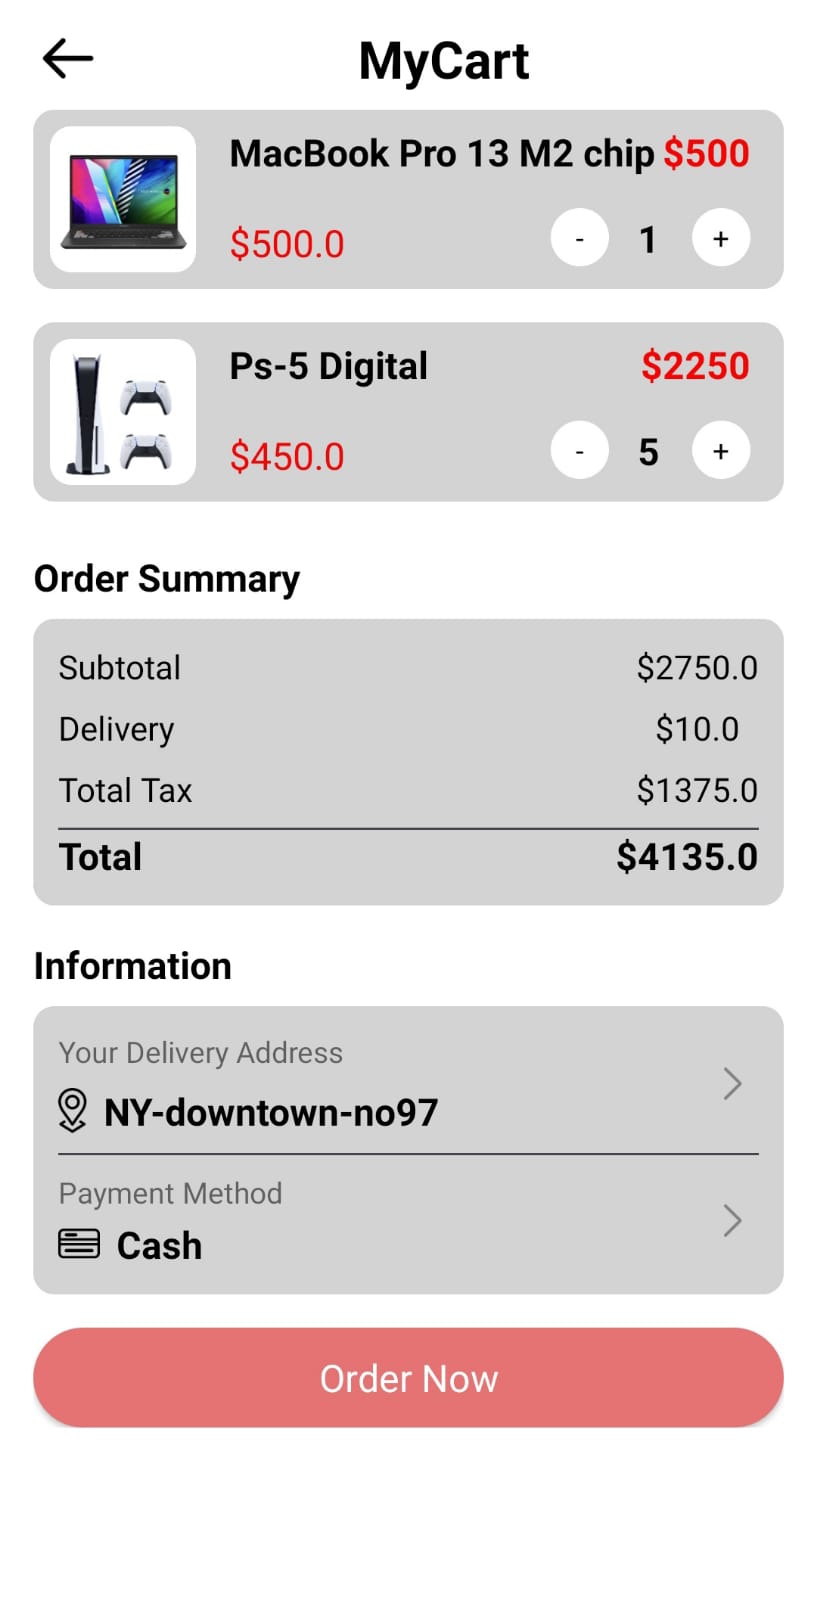 MyCart
MacBook Pro 13 M2 chip $500
$500.0 - 1 +
Ps-5 Digital $2250
$450.0 - 5 +
Order Summary
Subtotal $2750.0
Delivery $10.0
Total Tax $1375.0
Total $4135.0
Information
Your Delivery Address
NY-downtown-no97
Payment Method
Cash
Order Now